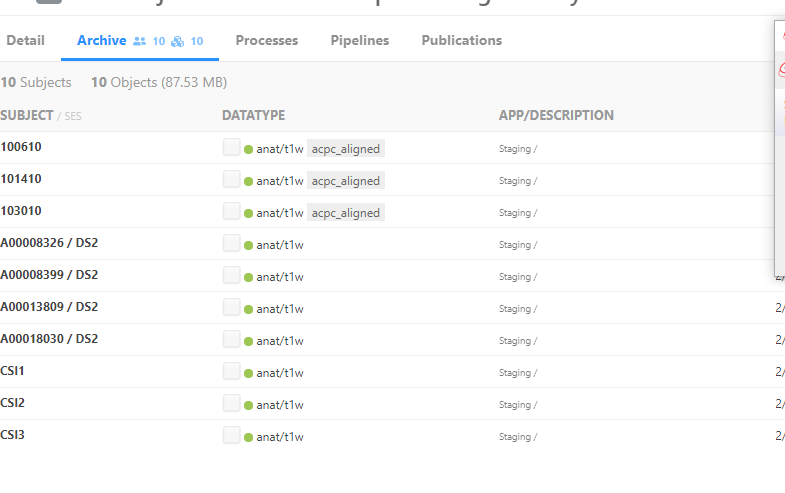 Detail Archive 10 10 Processes Pipelines Publications
10 Subjects 10 Objects (87.53 MB)
SUBJECT / SES DATATYPE APP/DESCRIPTION
100610 anat/t1w acpc_aligned Staging /
101410 anat/t1w acpc_aligned Staging /
103010 anat/t1w acpc_aligned Staging /
A00008326 / DS2 anat/t1w Staging /
A00008399 / DS2 anat/t1w Staging / 2/
A00013809 / DS2 anat/t1w Staging / 2/
A00018030 / DS2 anat/t1w Staging / 2/
CSI1 anat/t1w Staging / 2/
CSI2 anat/t1w Staging / 2/
CSI3 anat/t1w Staging / 2/